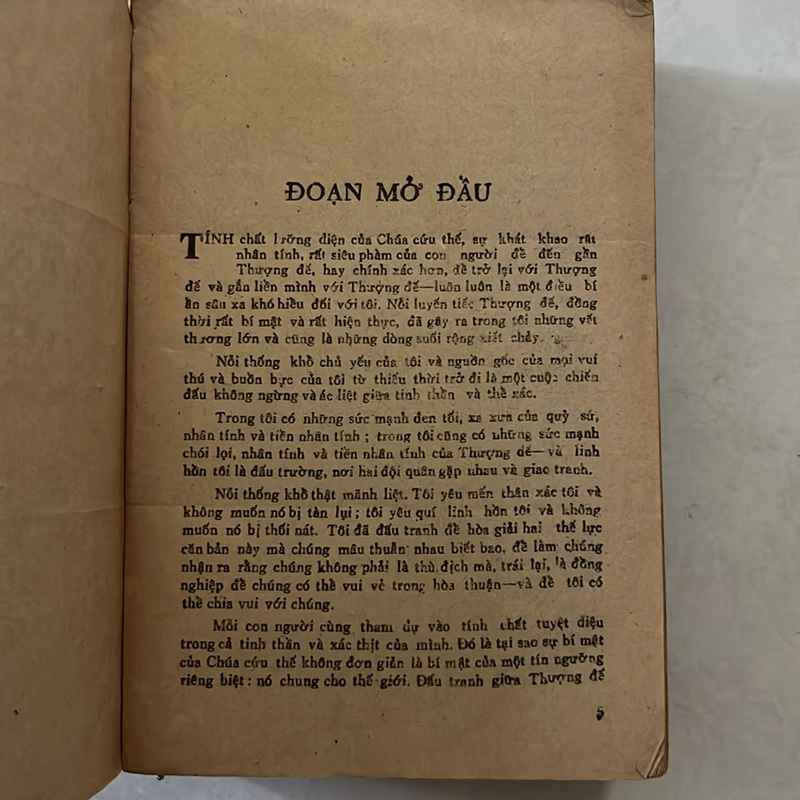 ĐOẠN MỞ ĐẦU
TÍNH chất lưỡng diện của Chúa cứu thế, sự khát khao rất
nhân tính, rất siêu phàm của con người để đến gần
Thượng đế, hay chính xác hơn, để trở lại với Thượng
đế và gắn liền mình với Thượng đế—luôn luôn là một điều bí
ẩn sâu xa khó hiểu đối với tôi. Nỗi luyến tiếc Thượng đế, đồng
thời rất bí mật và rất hiện thực, đã gây ra trong tôi những vết
thương lớn và cũng là những dòng suối rộng xiết chảy.
Nỗi thống khổ chủ yếu của tôi và nguồn gốc của mọi vui
thú và buồn bực của tôi từ thiếu thời trở đi là một cuộc chiến
đấu không ngừng và ác liệt giữa tinh thần và thể xác.
Trong tôi có những sức mạnh đen tối, xa xưa của quỷ sứ,
nhân tính và tiền nhân tính ; trong tôi cũng có những sức mạnh
chói lọi, nhân tính và tiền nhân tính của Thượng đế—và linh
hồn tôi là đấu trường, nơi hai đội quân gặp nhau và giao tranh.
Nỗi thống khổ thật mãnh liệt. Tôi yêu mến thân xác tôi và
không muốn nó bị tàn lụi ; tôi yêu quí linh hồn tôi và không
muốn nó bị thối nát. Tôi đã đấu tranh để hòa giải hai thế lực
căn bản này mà chúng mâu thuẫn nhau biết bao, để làm chúng
nhận ra rằng chúng không phải là thù địch mà, trái lại, là đồng
nghiệp để chúng có thể vui vẻ trong hòa thuận—và để tôi có
thể chia vui với chúng.
Mỗi con người cùng tham dự vào tính chất tuyệt diệu
trong cả tinh thần và xác thịt của mình. Đó là tại sao sự bí mật
của Chúa cứu thế không đơn giản là bí mật của một tín ngưỡng
riêng biệt : nó chung cho thế-giới. Đấu tranh giữa Thượng đế
5